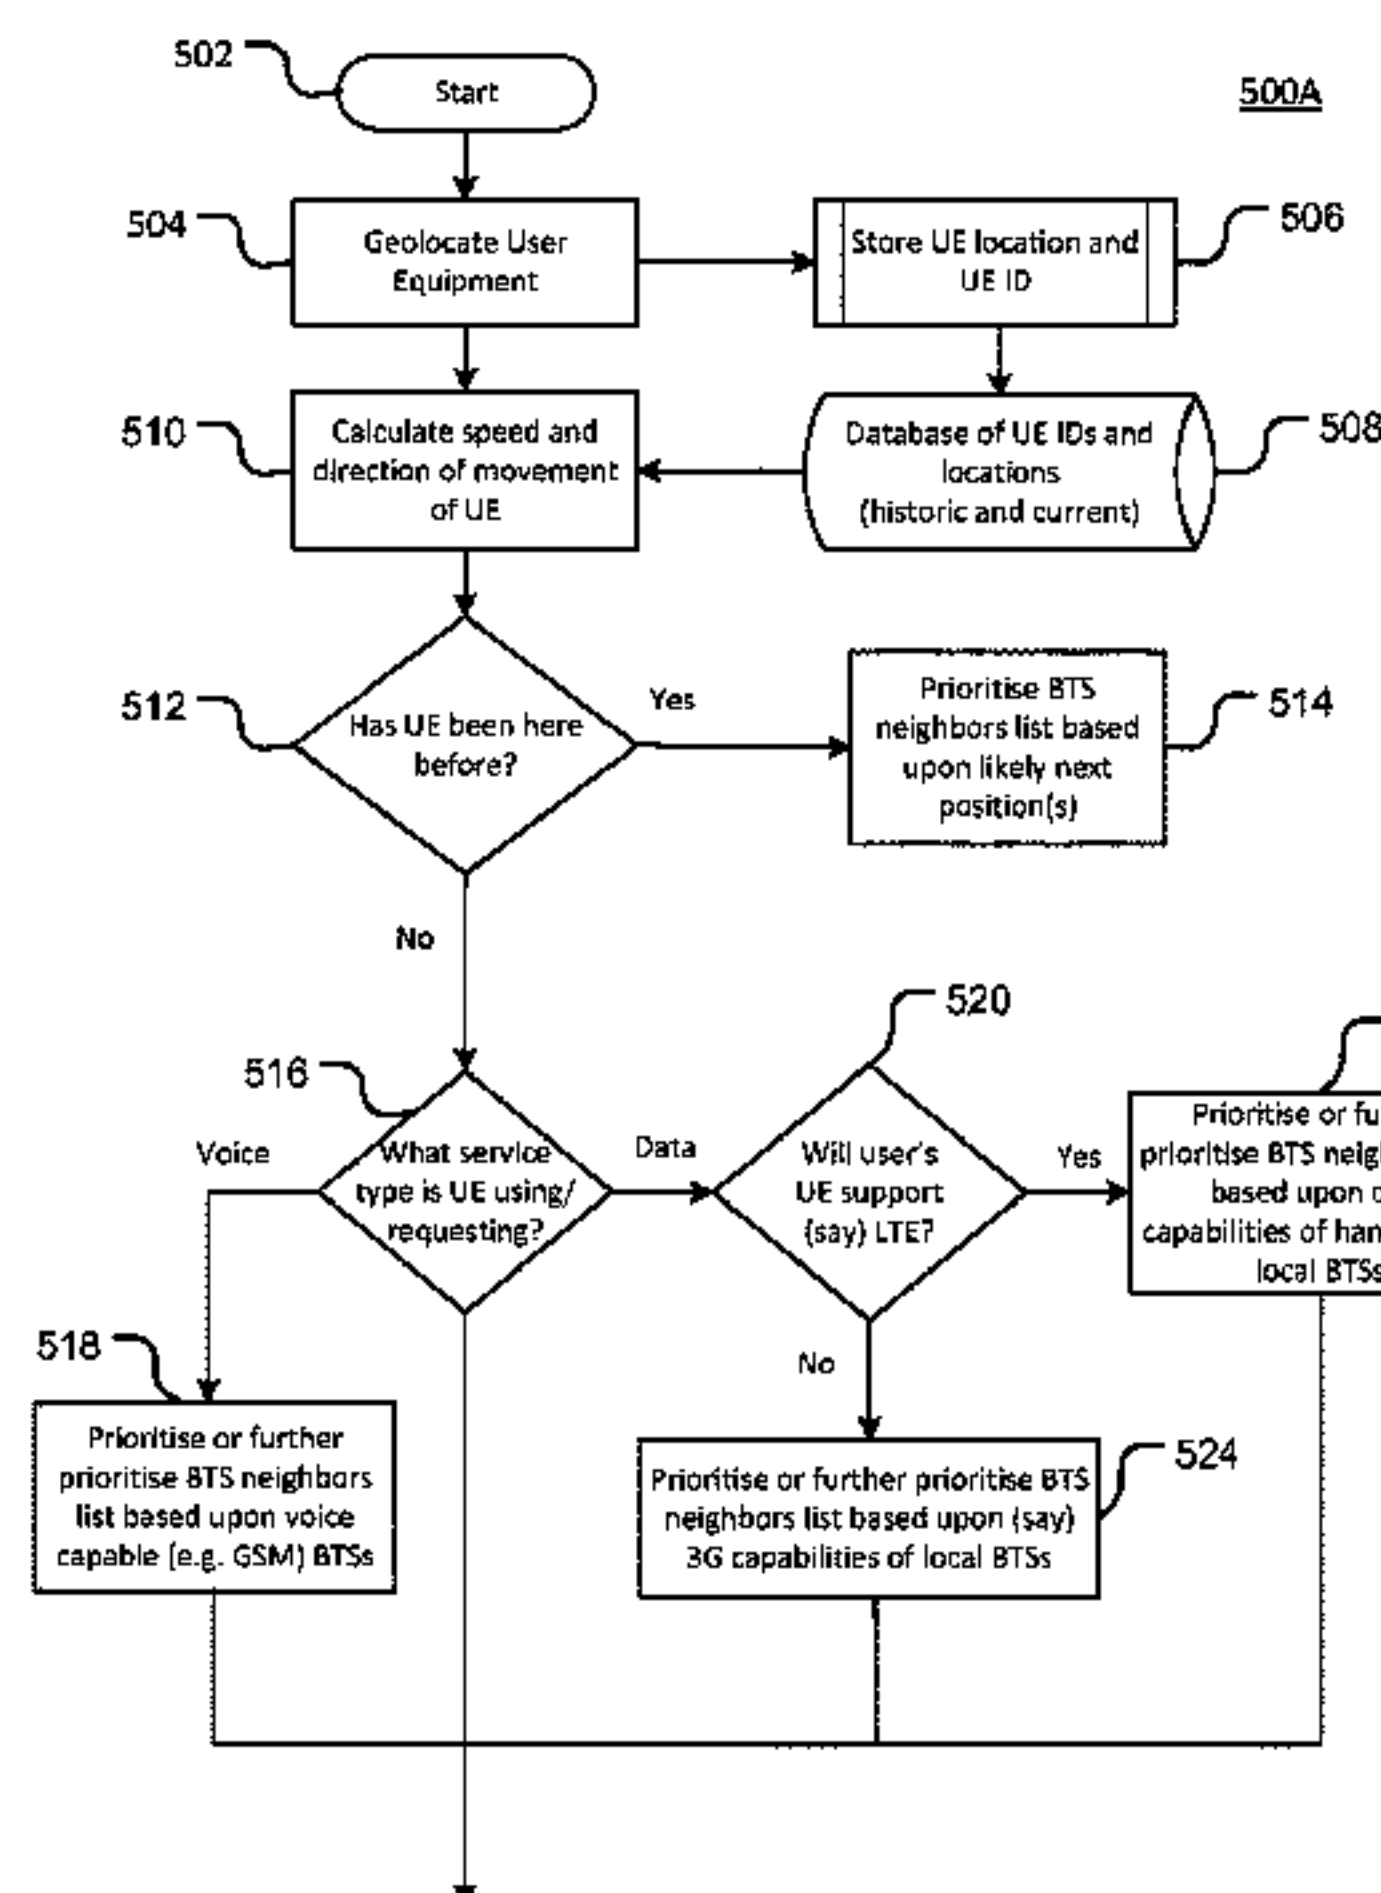 502
Start
500A
504
Geolocate User
Equipment
Store UE location and
UE ID
506
510
Calculate speed and
direction of movement
of UE
Database of UE IDs and
locations
(historic and current)
508
512
Has UE been here
before?
Yes
Prioritise BTS
neighbors list based
upon likely next
position(s)
514
No
516
What service
type is UE using/
requesting?
Voice
Data
520
Will user's
UE support
(say) LTE?
Yes
Prioritise or fu
prioritise BTS neig
based upon
capabilities of han
local BTSs
No
518
Prioritise or further
prioritise BTS neighbors
list based upon voice
capable (e.g. GSM) BTSs
Prioritise or further prioritise BTS
neighbors list based upon (say)
3G capabilities of local BTSs
524